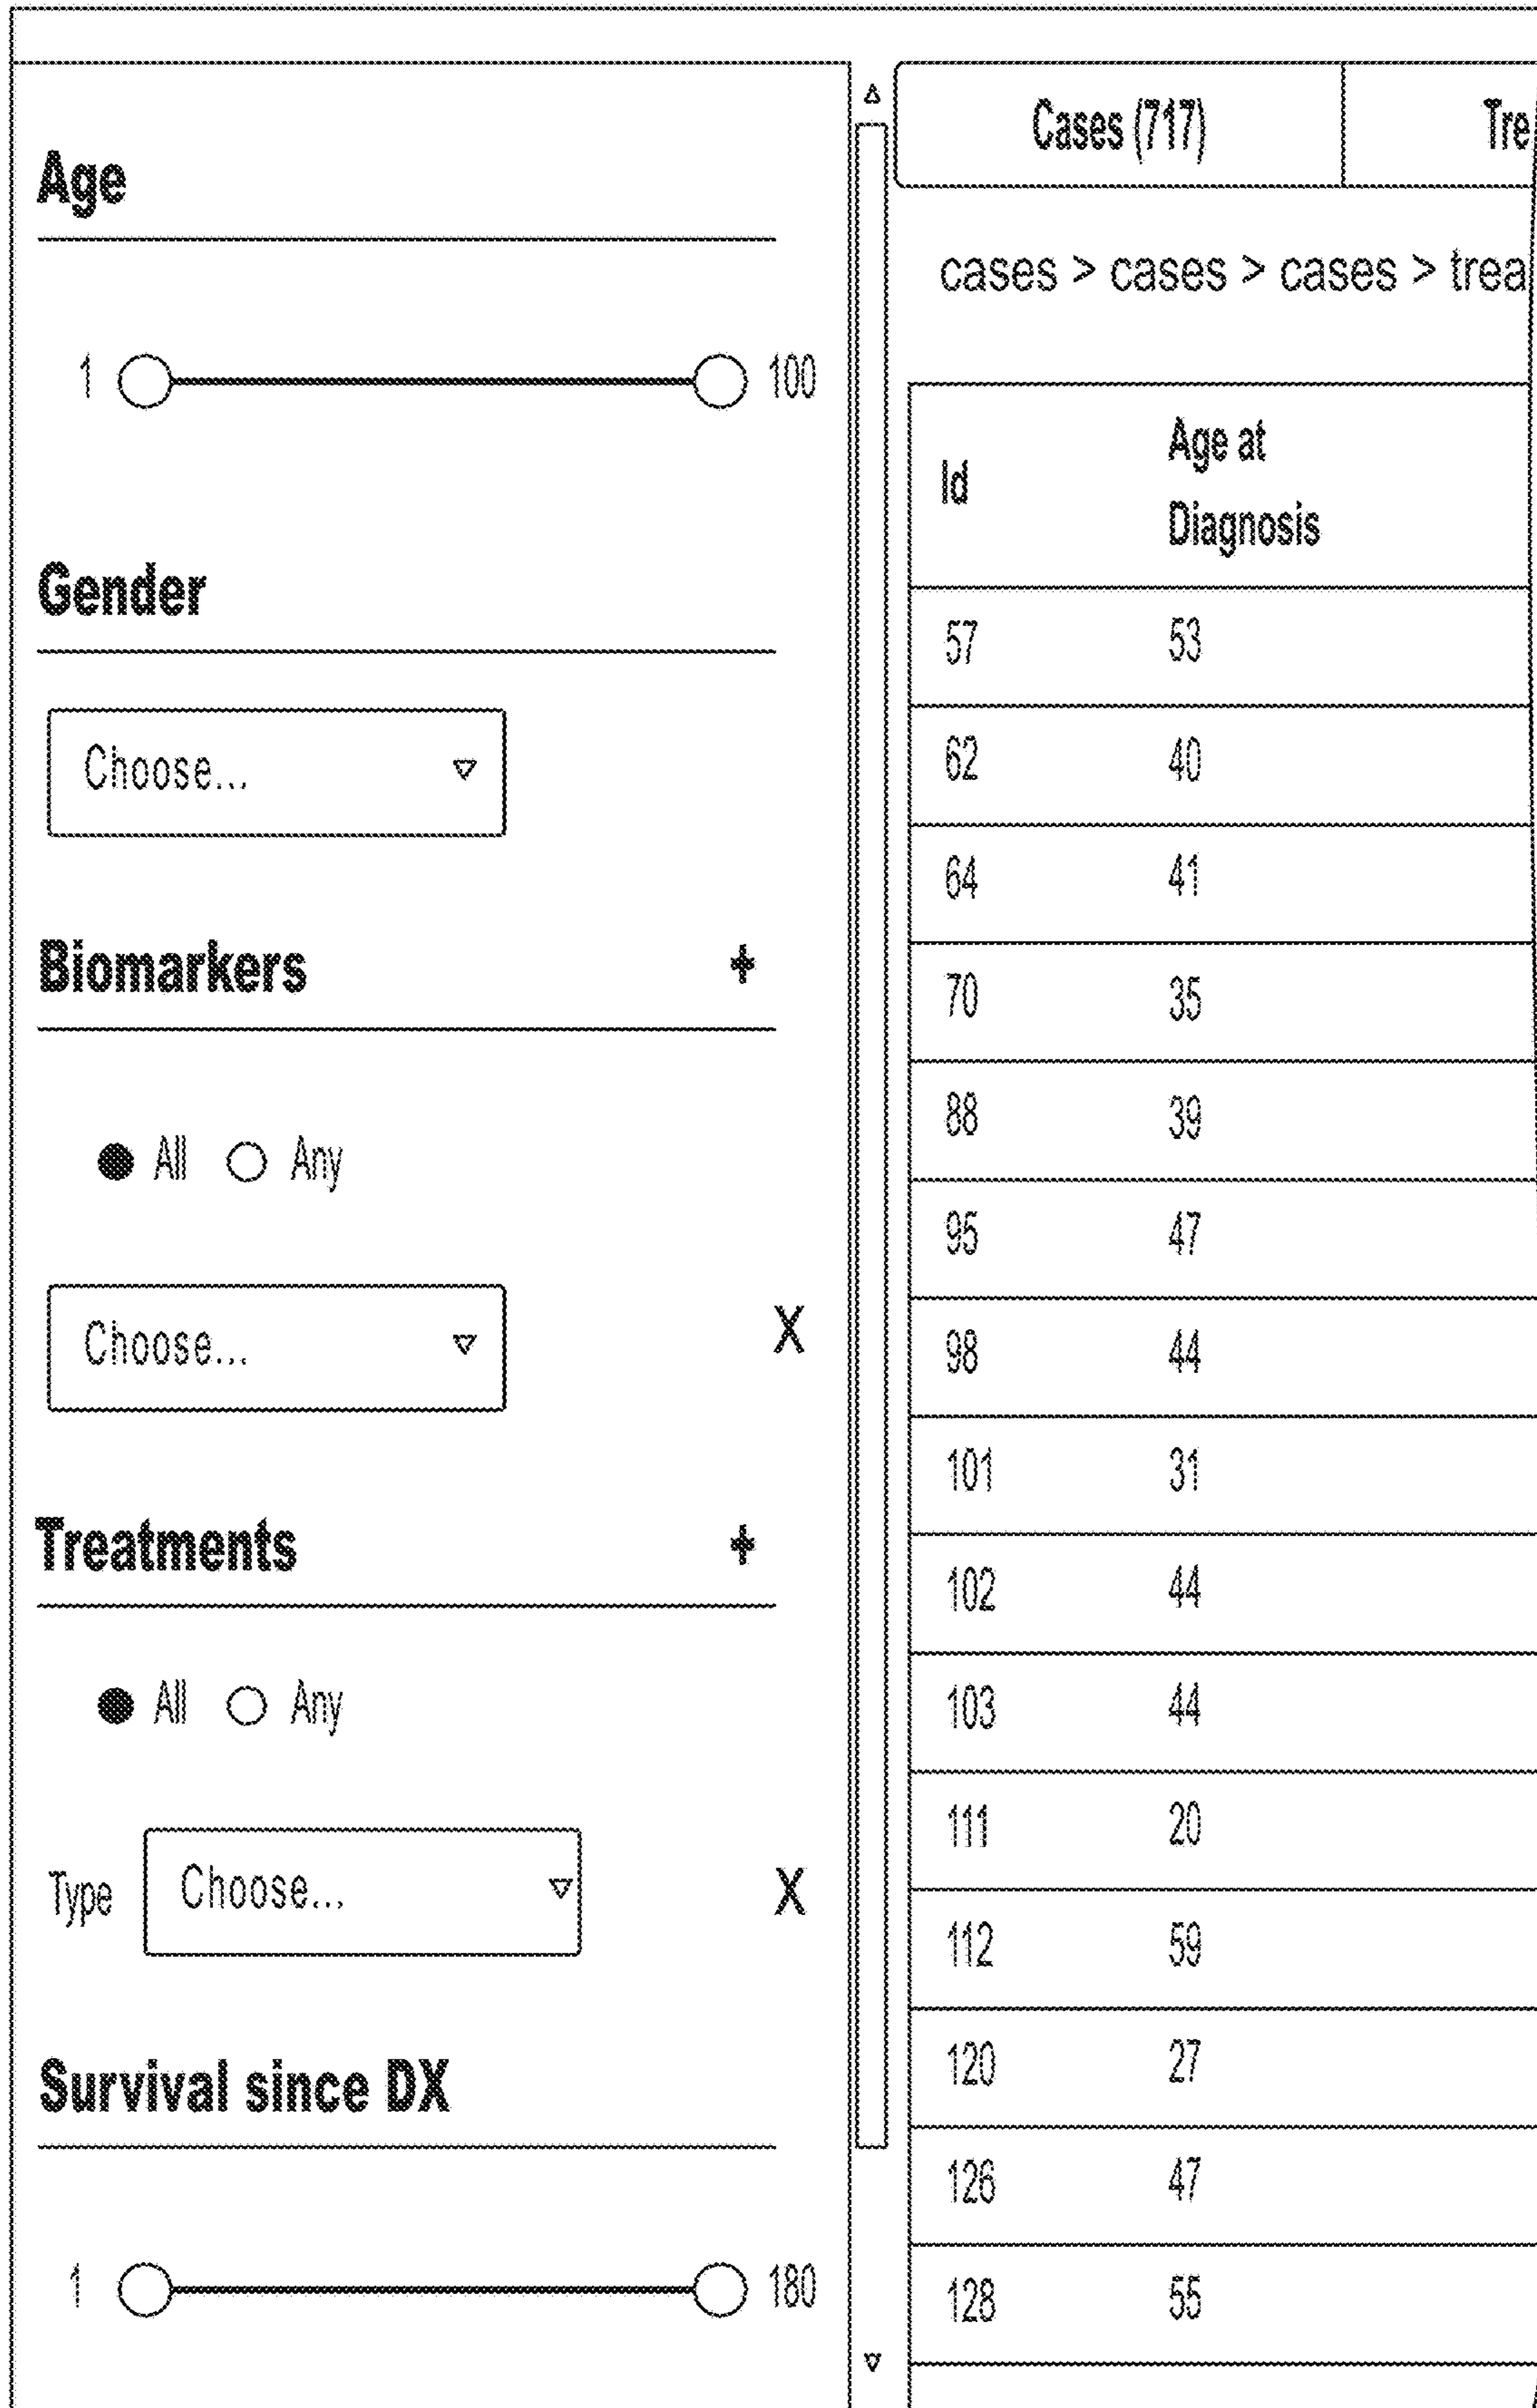 Age
1 100
Gender
Choose...
Biomarkers +
All Any
Choose... X
Treatments +
All Any
Type Choose... X
Survival since DX
1 180
Cases (717) Tre
cases > cases > cases > trea
Id Age at
Diagnosis
57 53
62 40
64 41
70 35
88 39
95 47
98 44
101 31
102 44
103 44
111 20
112 59
120 27
126 47
128 55